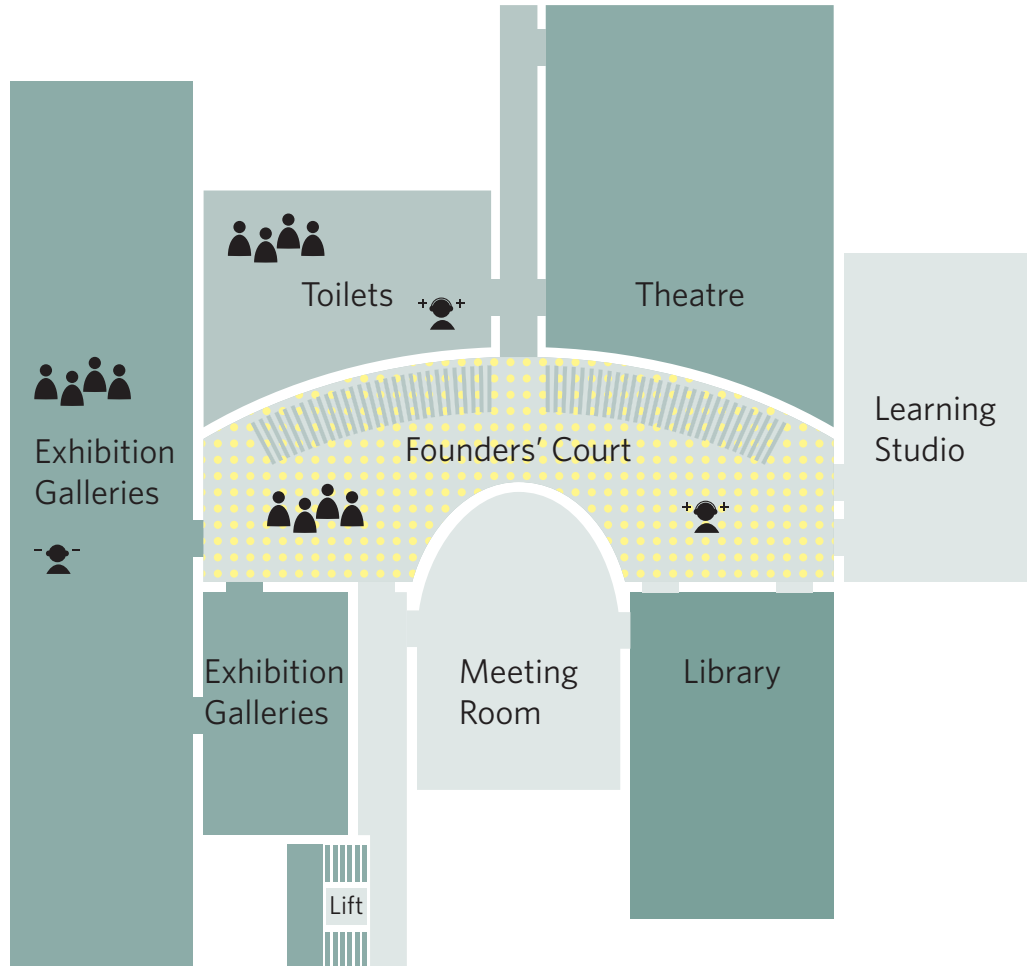 Toilets
Theatre
Exhibition
Galleries
Founders' Court
Learning
Studio
Exhibition
Galleries
Meeting
Room
Library
Lift